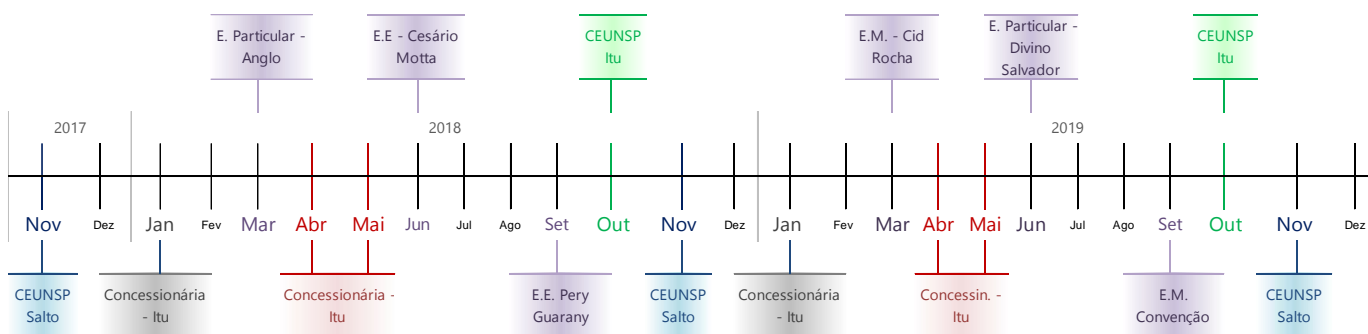 E. Particular -
Anglo
E.E - Cesário
Motta
CEUNSP
Itu
E.M. - Cid
Rocha
E. Particular -
Divino
Salvador
CEUNSP
Itu
2017
2018
2019
Nov
Dez
Jan
Fev
Mar
Abr
Mai
Jun
Jul
Ago
Set
Out
Nov
Dez
Jan
Fev
Mar
Abr
Mai
Jun
Jul
Ago
Set
Out
Nov
Dez
CEUNSP
Salto
Concessionária
- Itu
Concessionária -
Itu
E.E. Pery
Guarany
CEUNSP
Salto
Concessionária
- Itu
Concessin. -
Itu
E.M.
Convenção
CEUNSP
Salto